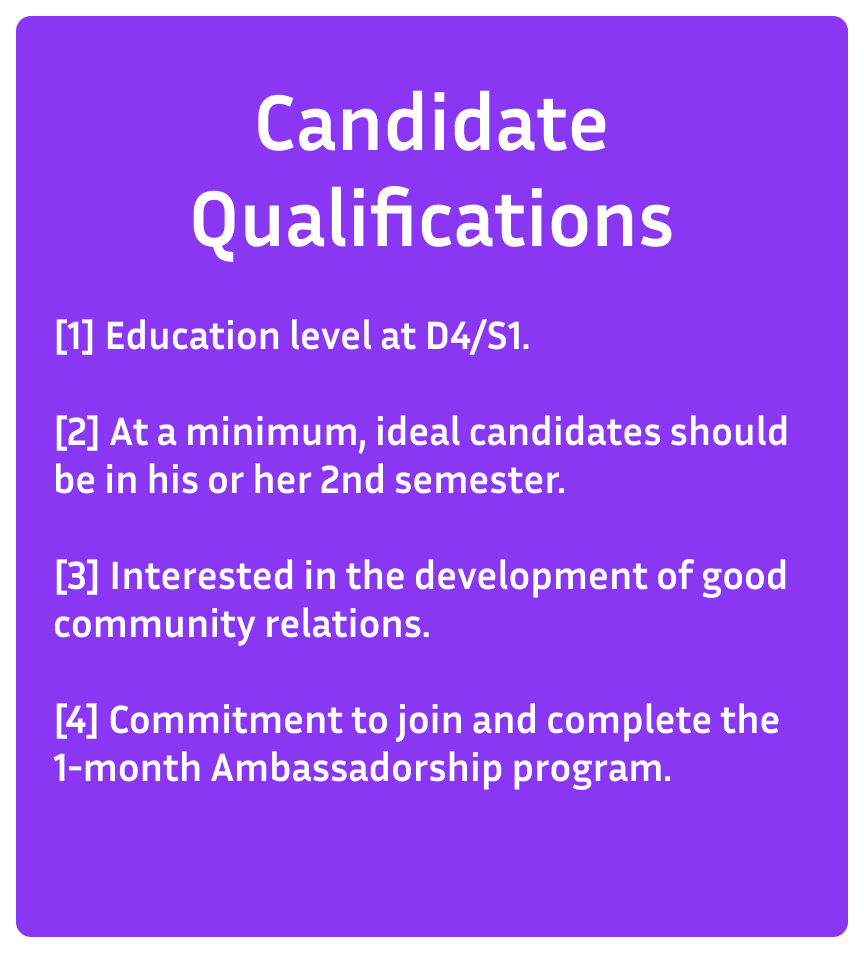 Candidate
Qualifications
[1] Education level at D4/S1.
[2] At a minimum, ideal candidates should
be in his or her 2nd semester.
[3] Interested in the development of good
community relations.
[4] Commitment to join and complete the
1-month Ambassadorship program.